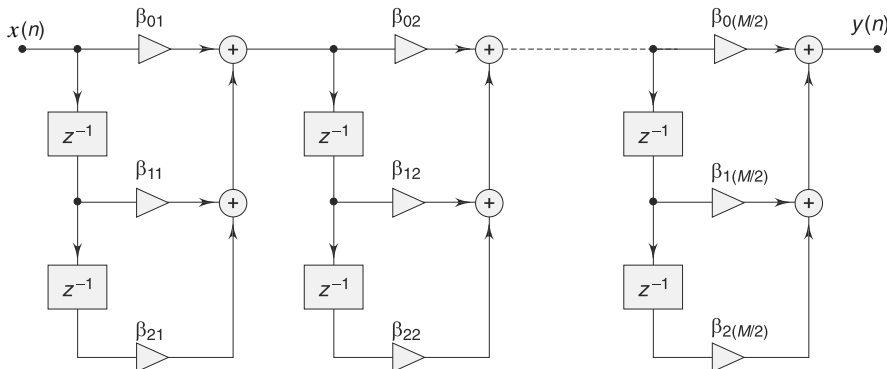 x(n) β01 β02 β0(M/2) y(n)
+ + +
z−1 z−1 z−1
β11 β12 β1(M/2)
+ + +
z−1 z−1 z−1
β21 β22 β2(M/2)